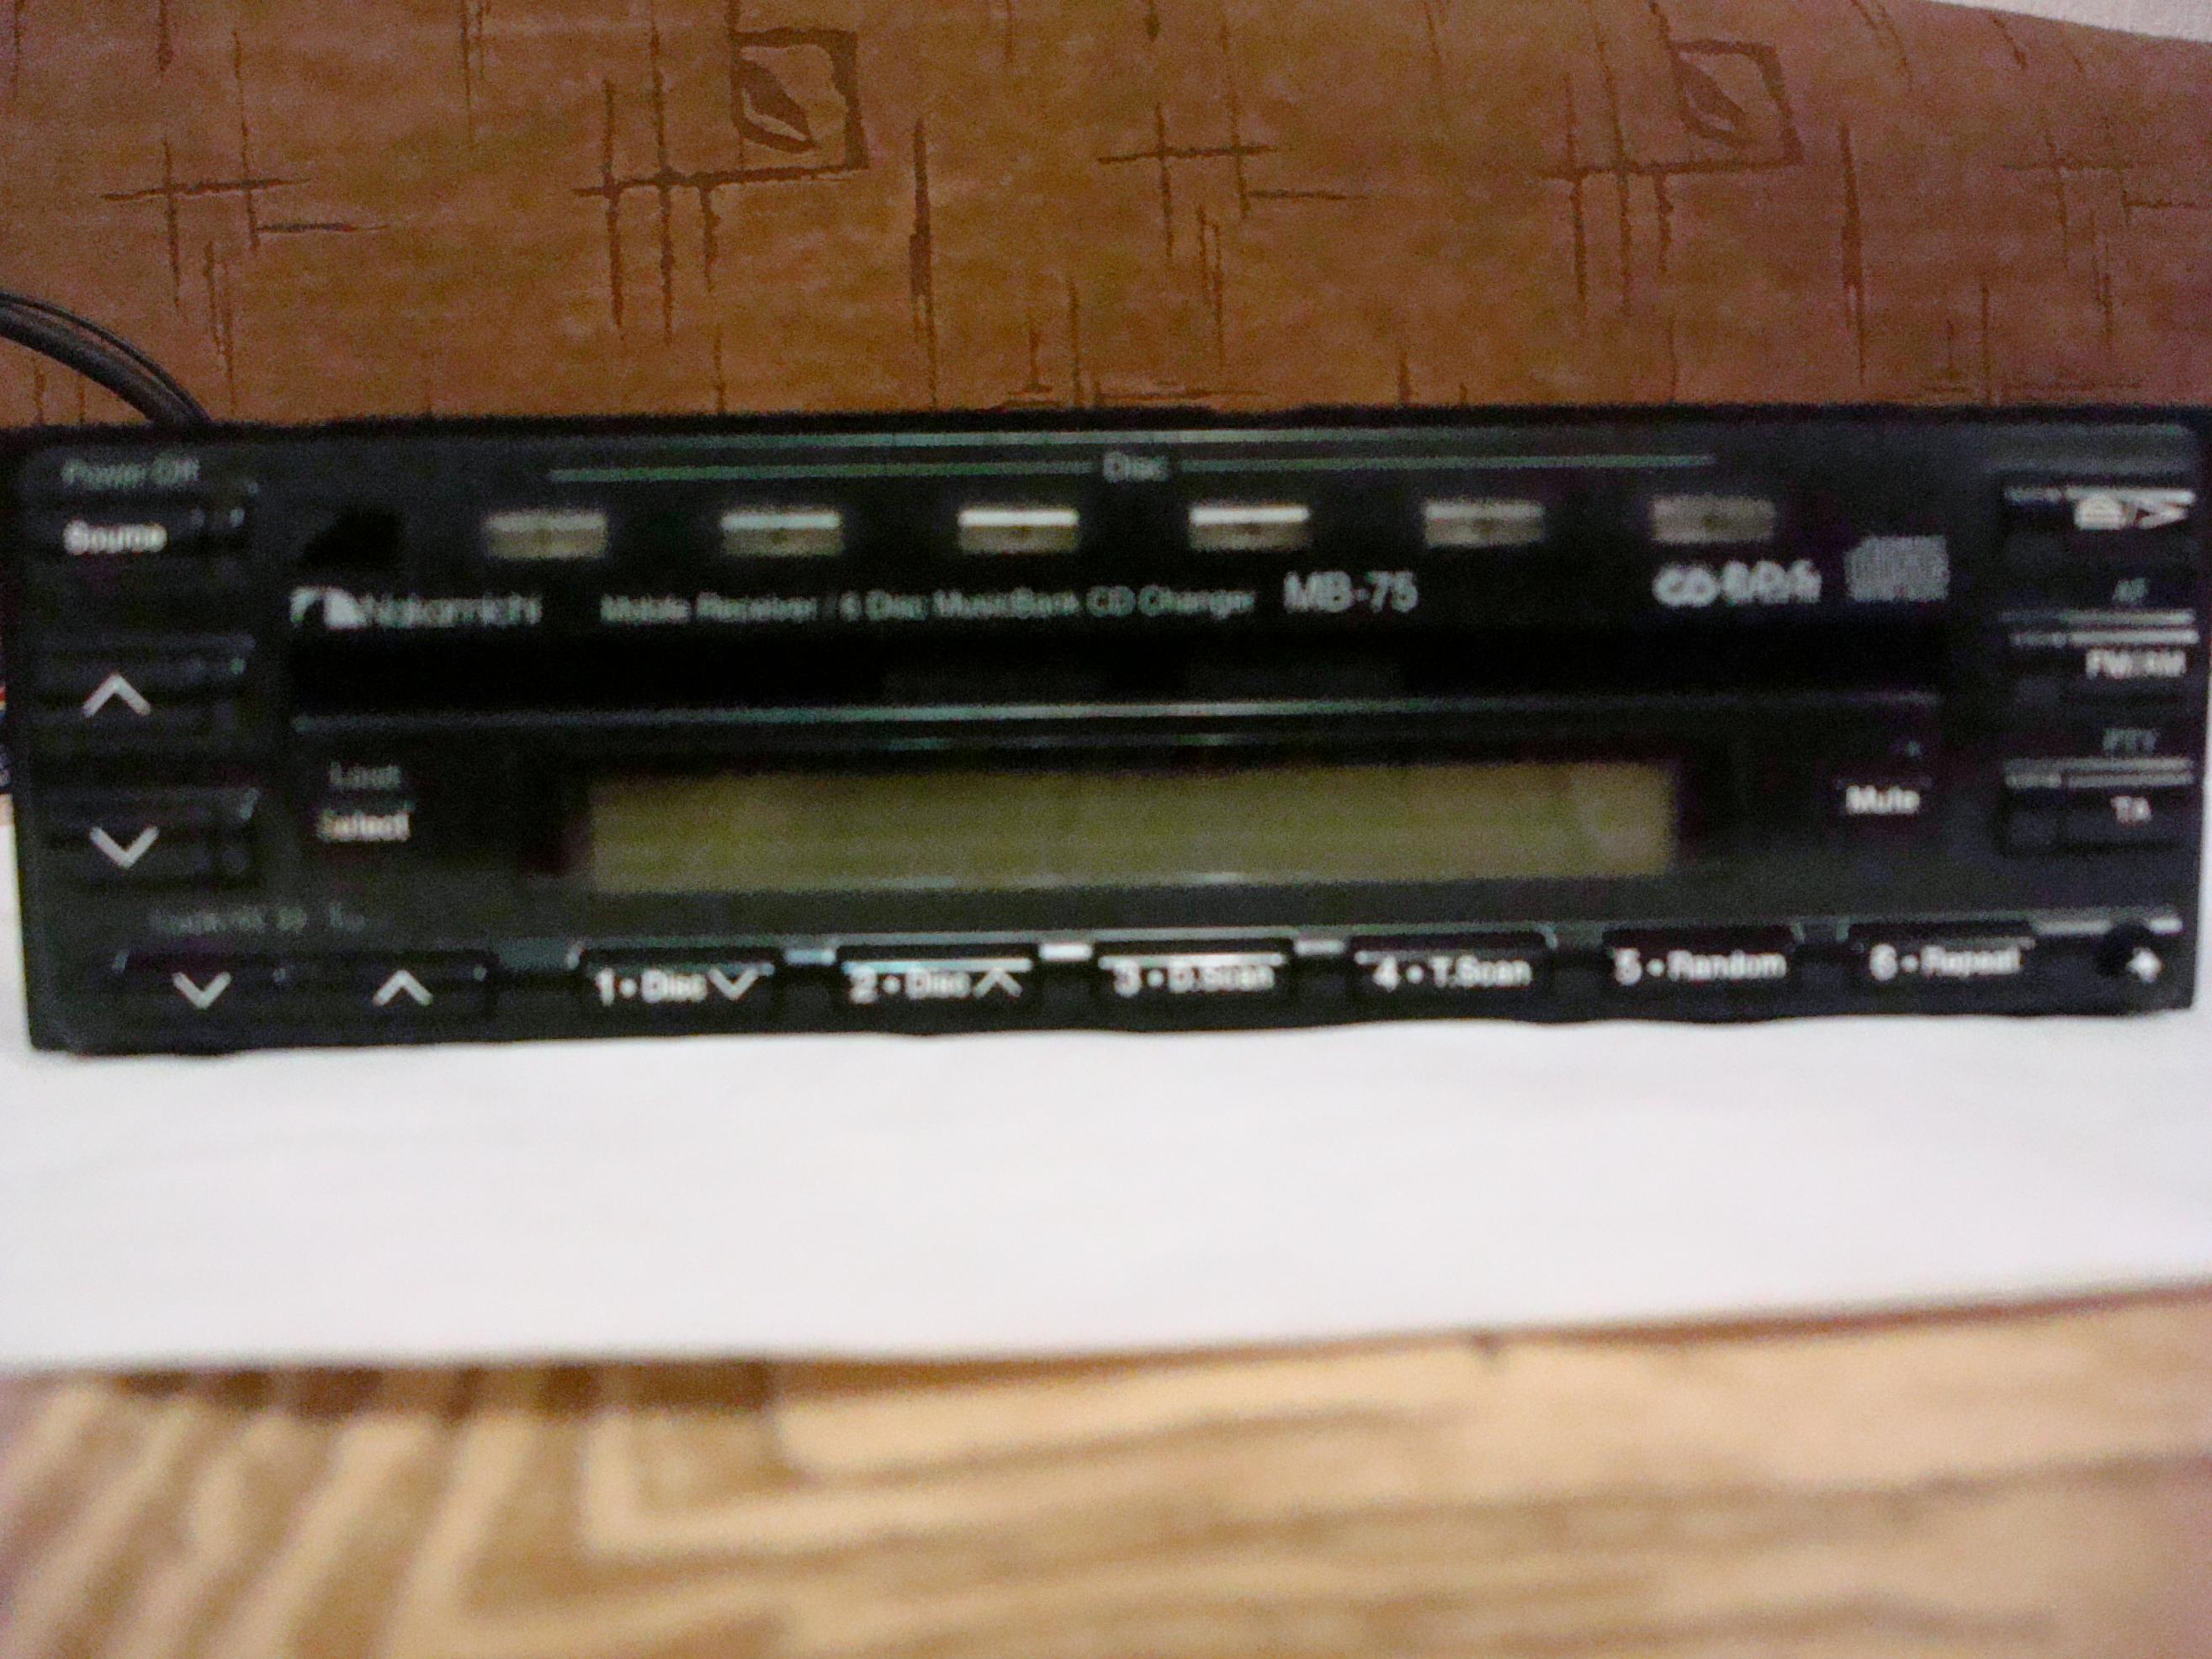 Disc
Power Off
Source
Nakamichi Mobile Receiver / 6 Disc MusicBank CD Changer MB-75
AF
FM/AM
PTY
Loud
Select
Mute
TA
1 • Disc
2 • Disc
3 • D.Scan
4 • T.Scan
5 • Random
6 • Repeat